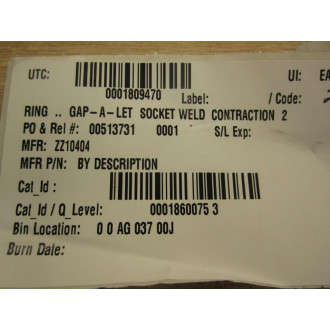 UTC: 0001809470 Label: / Code:
UI: EA
RING .. GAP-A-LET SOCKET WELD CONTRACTION 2
PO & Rel #: 00513731 0001 S/L Exp:
MFR: ZZ10404
MFR P/N: BY DESCRIPTION
Cat_Id :
Cat_Id / Q_Level: 0001860075 3
Bin Location: 0 0 AG 037 00J
Burn Date: